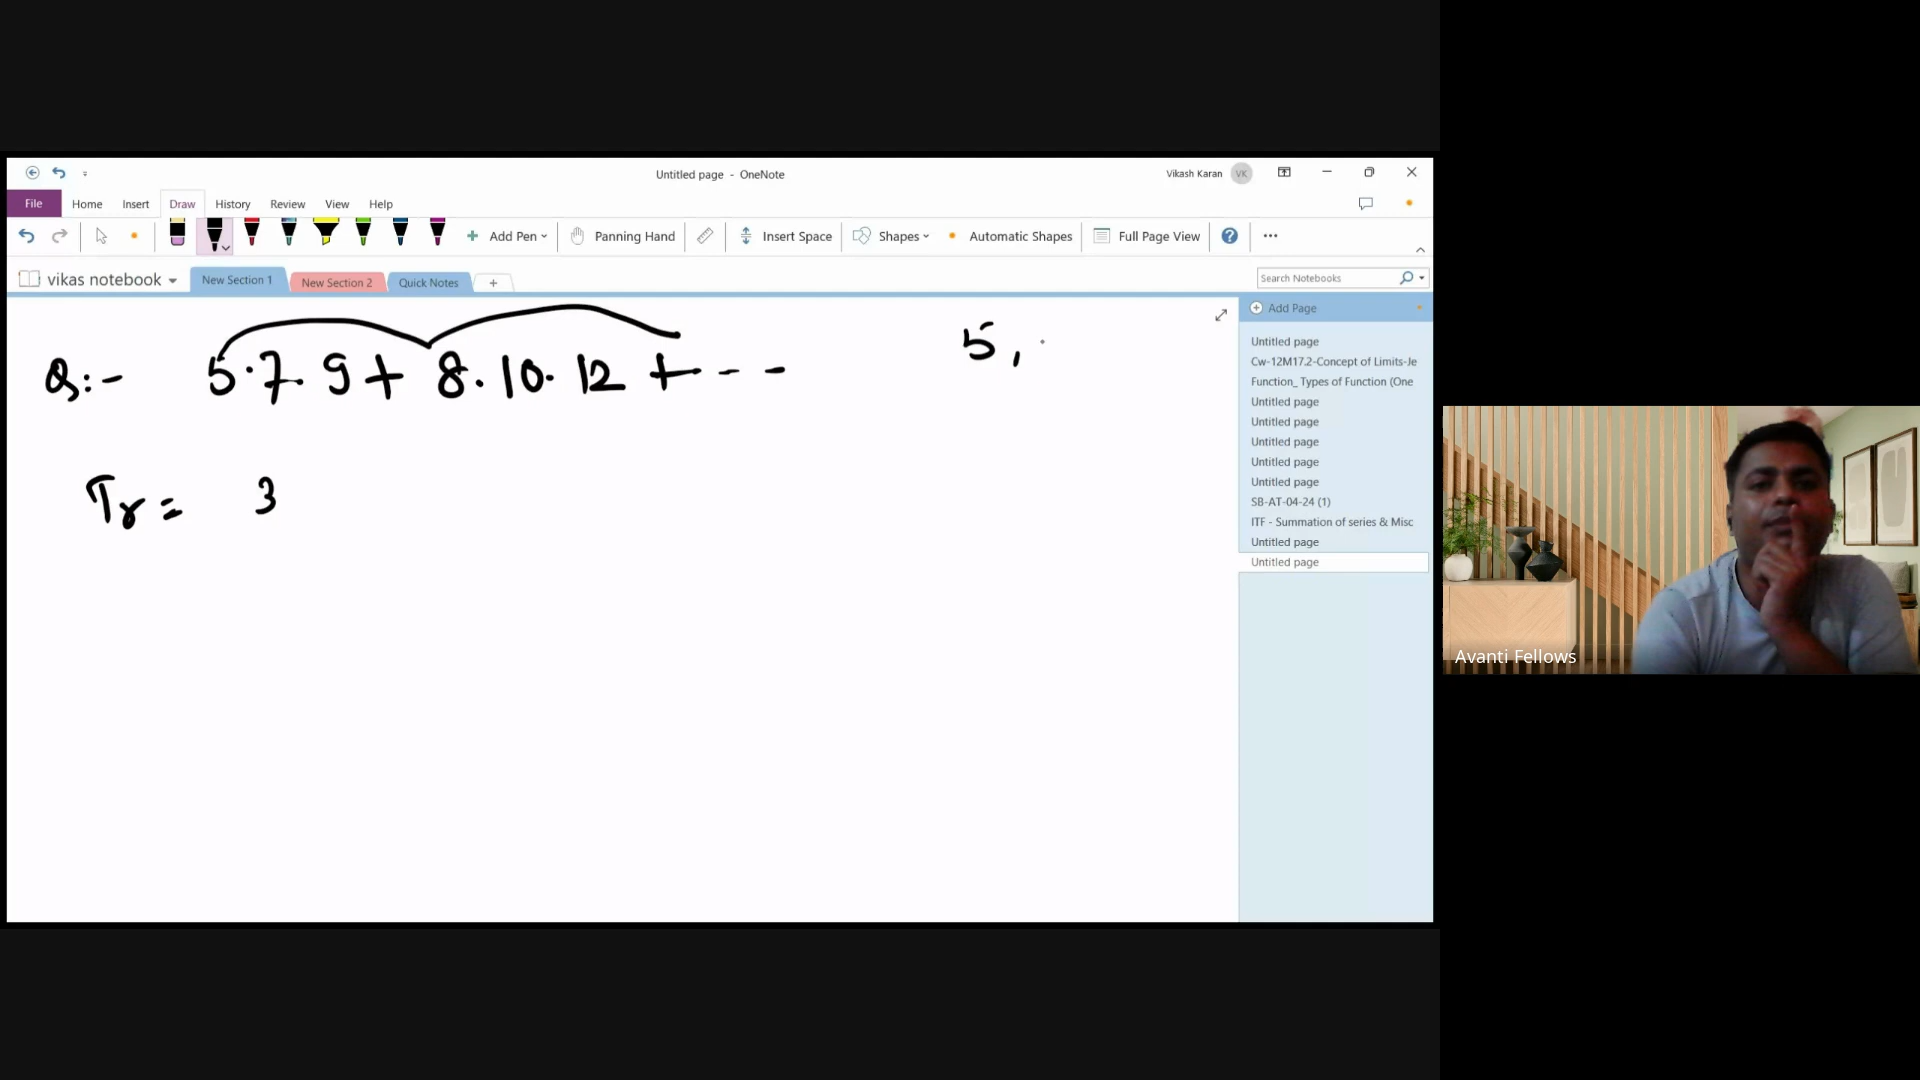 Untitled page - OneNote
Vikash Karan VK
File Home Insert Draw History Review View Help
+ Add Pen Panning Hand Insert Space Shapes Automatic Shapes Full Page View ? ...
vikas notebook New Section 1 New Section 2 Quick Notes + Search Notebooks
+ Add Page
Untitled page
Cw-12M17.2-Concept of Limits-Je
Function_ Types of Function (One
Untitled page
Untitled page
Untitled page
Untitled page
Untitled page
SB-AT-04-24 (1)
ITF - Summation of series & Misc
Untitled page
Untitled page
5,
Q:- 5·7·9 + 8·10·12 + - - -
Tr = 3
Avanti Fellows